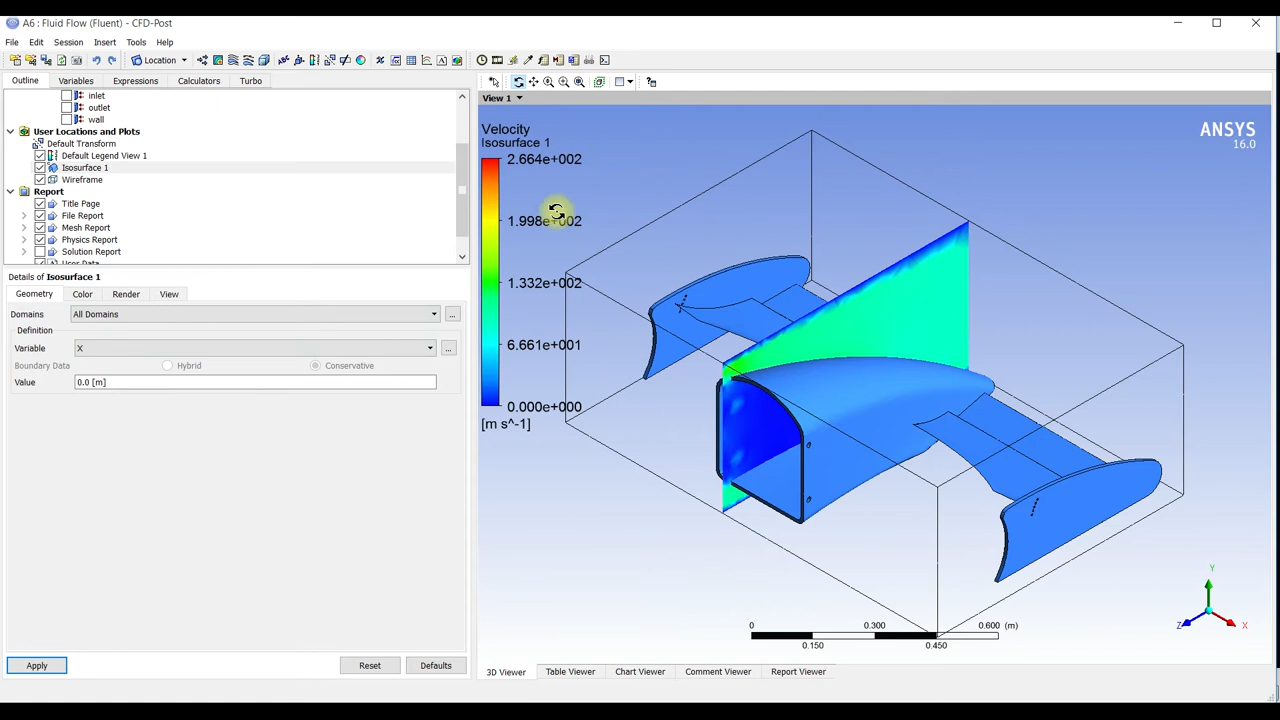 A6 : Fluid Flow (Fluent) - CFD-Post
File Edit Session Insert Tools Help
Location
Outline Variables Expressions Calculators Turbo
inlet
outlet
wall
User Locations and Plots
Default Transform
Default Legend View 1
Isosurface 1
Wireframe
Report
Title Page
File Report
Mesh Report
Physics Report
Solution Report
User Data
Details of Isosurface 1
Geometry Color Render View
Domains All Domains ...
Definition
Variable X ...
Boundary Data Hybrid Conservative
Value 0.0 [m]
Apply Reset Defaults
View 1
Velocity
Isosurface 1
2.664e+002
1.998e+002
1.332e+002
6.661e+001
0.000e+000
[m s^-1]
ANSYS
16.0
Y
Z X
0 0.300 0.600 (m)
0.150 0.450
3D Viewer Table Viewer Chart Viewer Comment Viewer Report Viewer